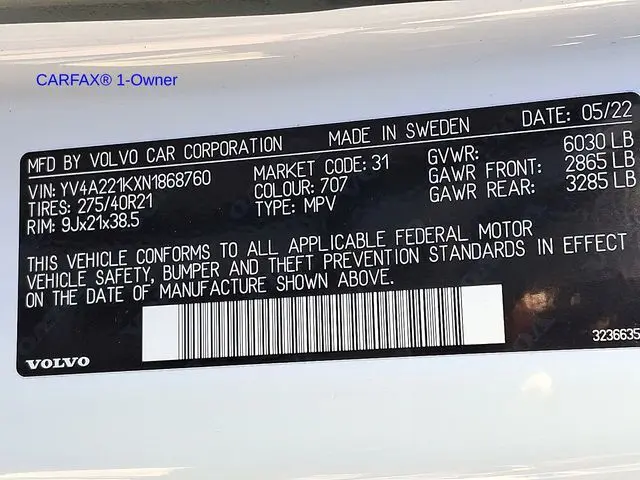 CARFAX® 1-Owner
MFD BY VOLVO CAR CORPORATION MADE IN SWEDEN DATE: 05/22
VIN: YV4A221KXN1868760 MARKET CODE: 31 GVWR: 6030 LB
TIRES: 275/40R21 COLOUR: 707 GAWR FRONT: 2865 LB
RIM: 9Jx21x38.5 TYPE: MPV GAWR REAR: 3285 LB
THIS VEHICLE CONFORMS TO ALL APPLICABLE FEDERAL MOTOR
VEHICLE SAFETY, BUMPER AND THEFT PREVENTION STANDARDS IN EFFECT
ON THE DATE OF MANUFACTURE SHOWN ABOVE.
VOLVO 3236635